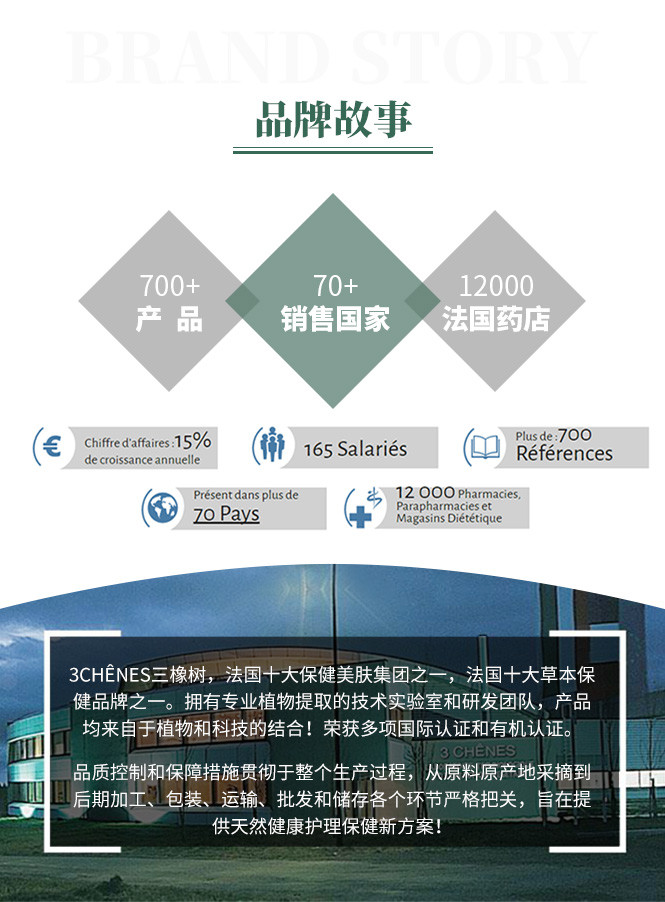 BRAND STORY
品牌故事
700+
产 品
70+
销售国家
12000
法国药店
Chiffre d'affaires : 15%
de croissance annuelle
165 Salariés
Plus de : 700
Références
Présent dans plus de
70 Pays
12 000 Pharmacies,
Parapharmacies et
Magasins Diététique
3CHÊNES三橡树，法国十大保健美肤集团之一，法国十大草本保
健品牌之一。拥有专业植物提取的技术实验室和研发团队，产品
均来自于植物和科技的结合！荣获多项国际认证和有机认证。
3 CHÊNES
品质控制和保障措施贯彻于整个生产过程，从原料原产地采摘到
后期加工、包装、运输、批发和储存各个环节严格把关，旨在提
供天然健康护理保健新方案！